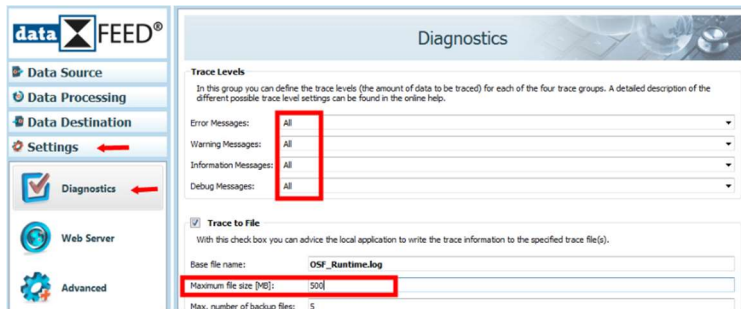 data FEED®
Diagnostics
Data Source
Data Processing
Data Destination
Settings
Diagnostics
Web Server
Advanced
Trace Levels
In this group you can define the trace levels (the amount of data to be traced) for each of the four trace groups. A detailed description of the
different possible trace level settings can be found in the online help.
Error Messages: All
Warning Messages: All
Information Messages: All
Debug Messages: All
Trace to File
With this check box you can advice the local application to write the trace information to the specified trace file(s).
Base file name: OSF_Runtime.log
Maximum file size [MB]: 500
Max. number of backup files: 5